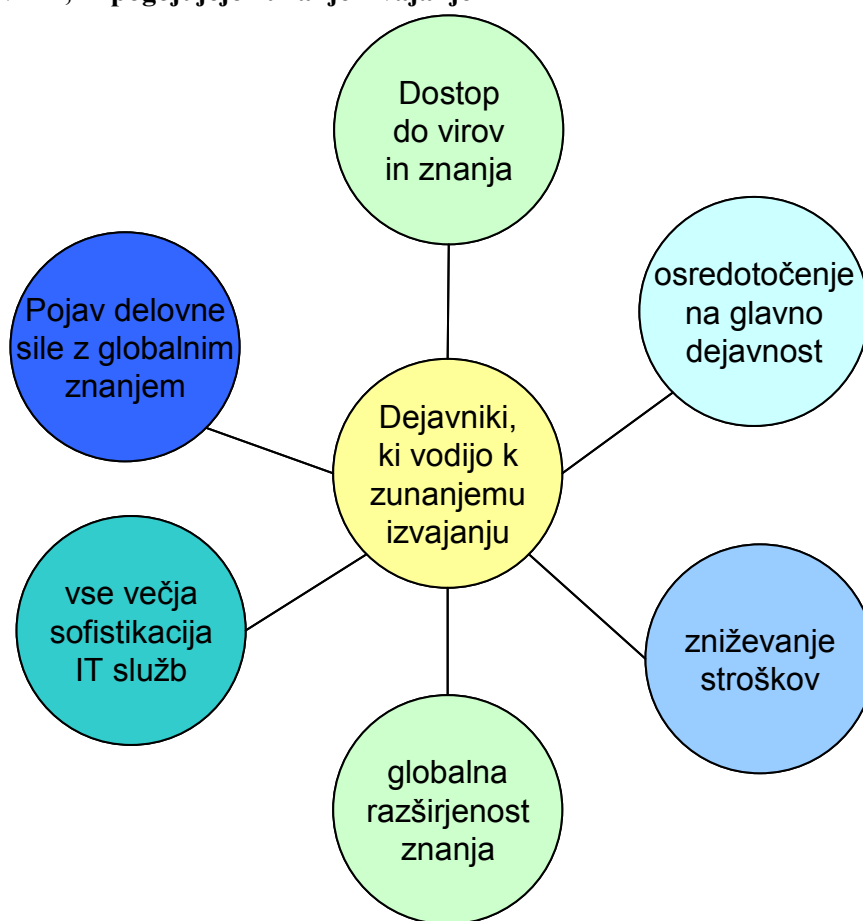 Dostop
do virov
in znanja
osredotočenje
na glavno
dejavnost
Pojav delovne
sile z globalnim
znanjem
Dejavniki,
ki vodijo k
zunanjemu
izvajanju
vse večja
sofistikacija
IT služb
zniževanje
stroškov
globalna
razširjenost
znanja